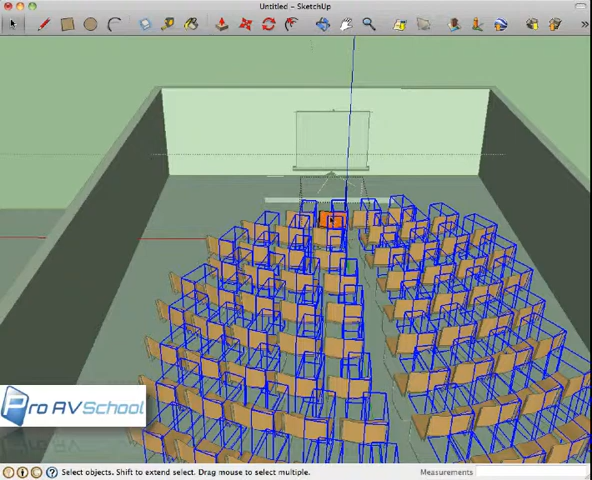 Untitled – SketchUp
Pro AVSchool
Select objects. Shift to extend select. Drag mouse to select multiple.
Measurements